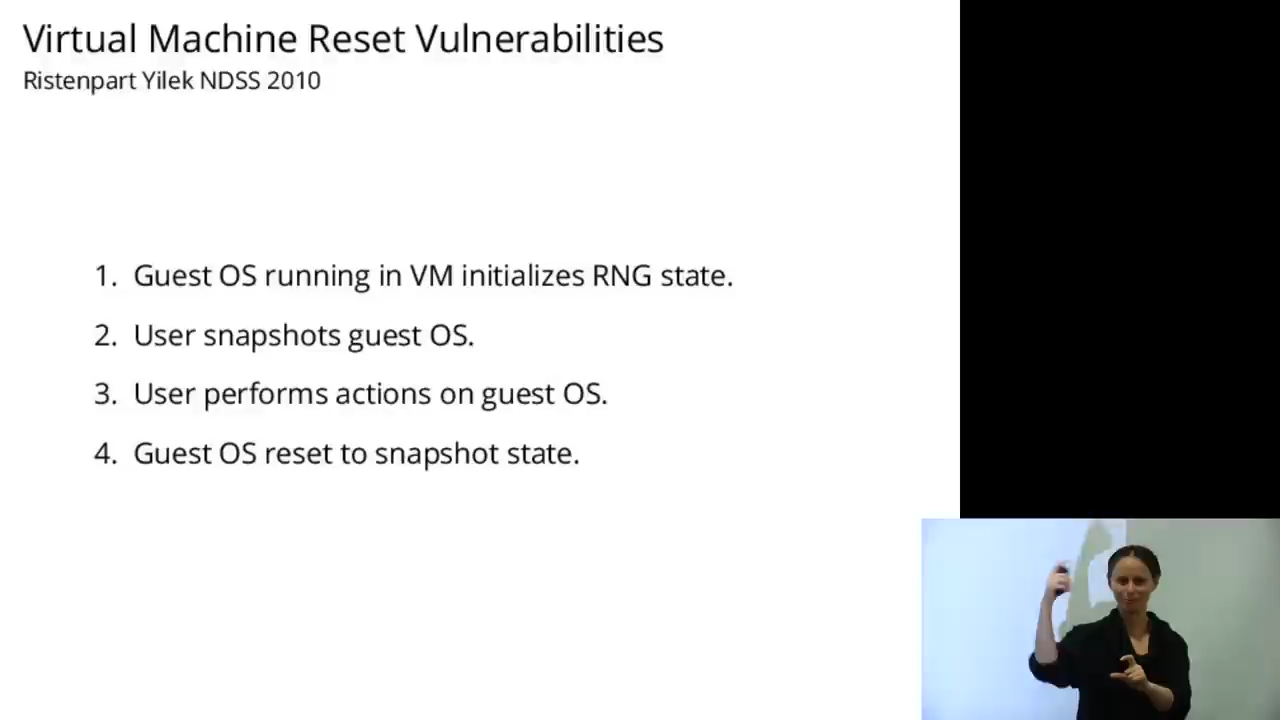 Virtual Machine Reset Vulnerabilities
Ristenpart Yilek NDSS 2010
1. Guest OS running in VM initializes RNG state.
2. User snapshots guest OS.
3. User performs actions on guest OS.
4. Guest OS reset to snapshot state.